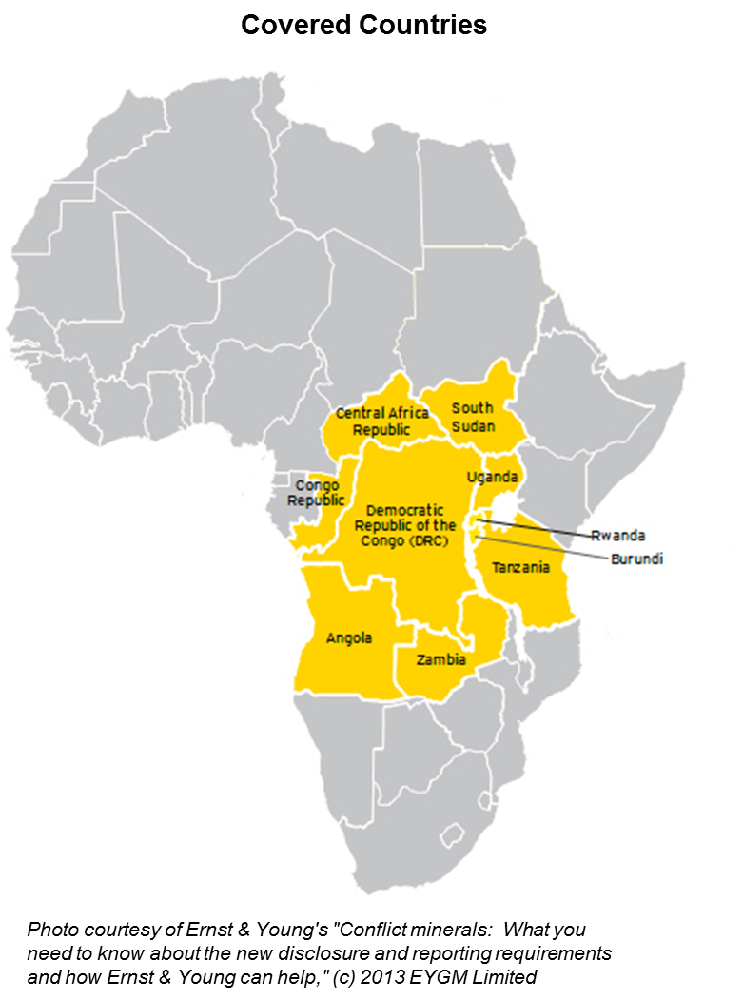 Covered Countries
Central Africa
Republic
South
Sudan
Uganda
Congo
Republic
Democratic
Republic of the
Congo (DRC)
Rwanda
Burundi
Tanzania
Angola
Zambia
Photo courtesy of Ernst & Young's "Conflict minerals:  What you
need to know about the new disclosure and reporting requirements
and how Ernst & Young can help," (c) 2013 EYGM Limited